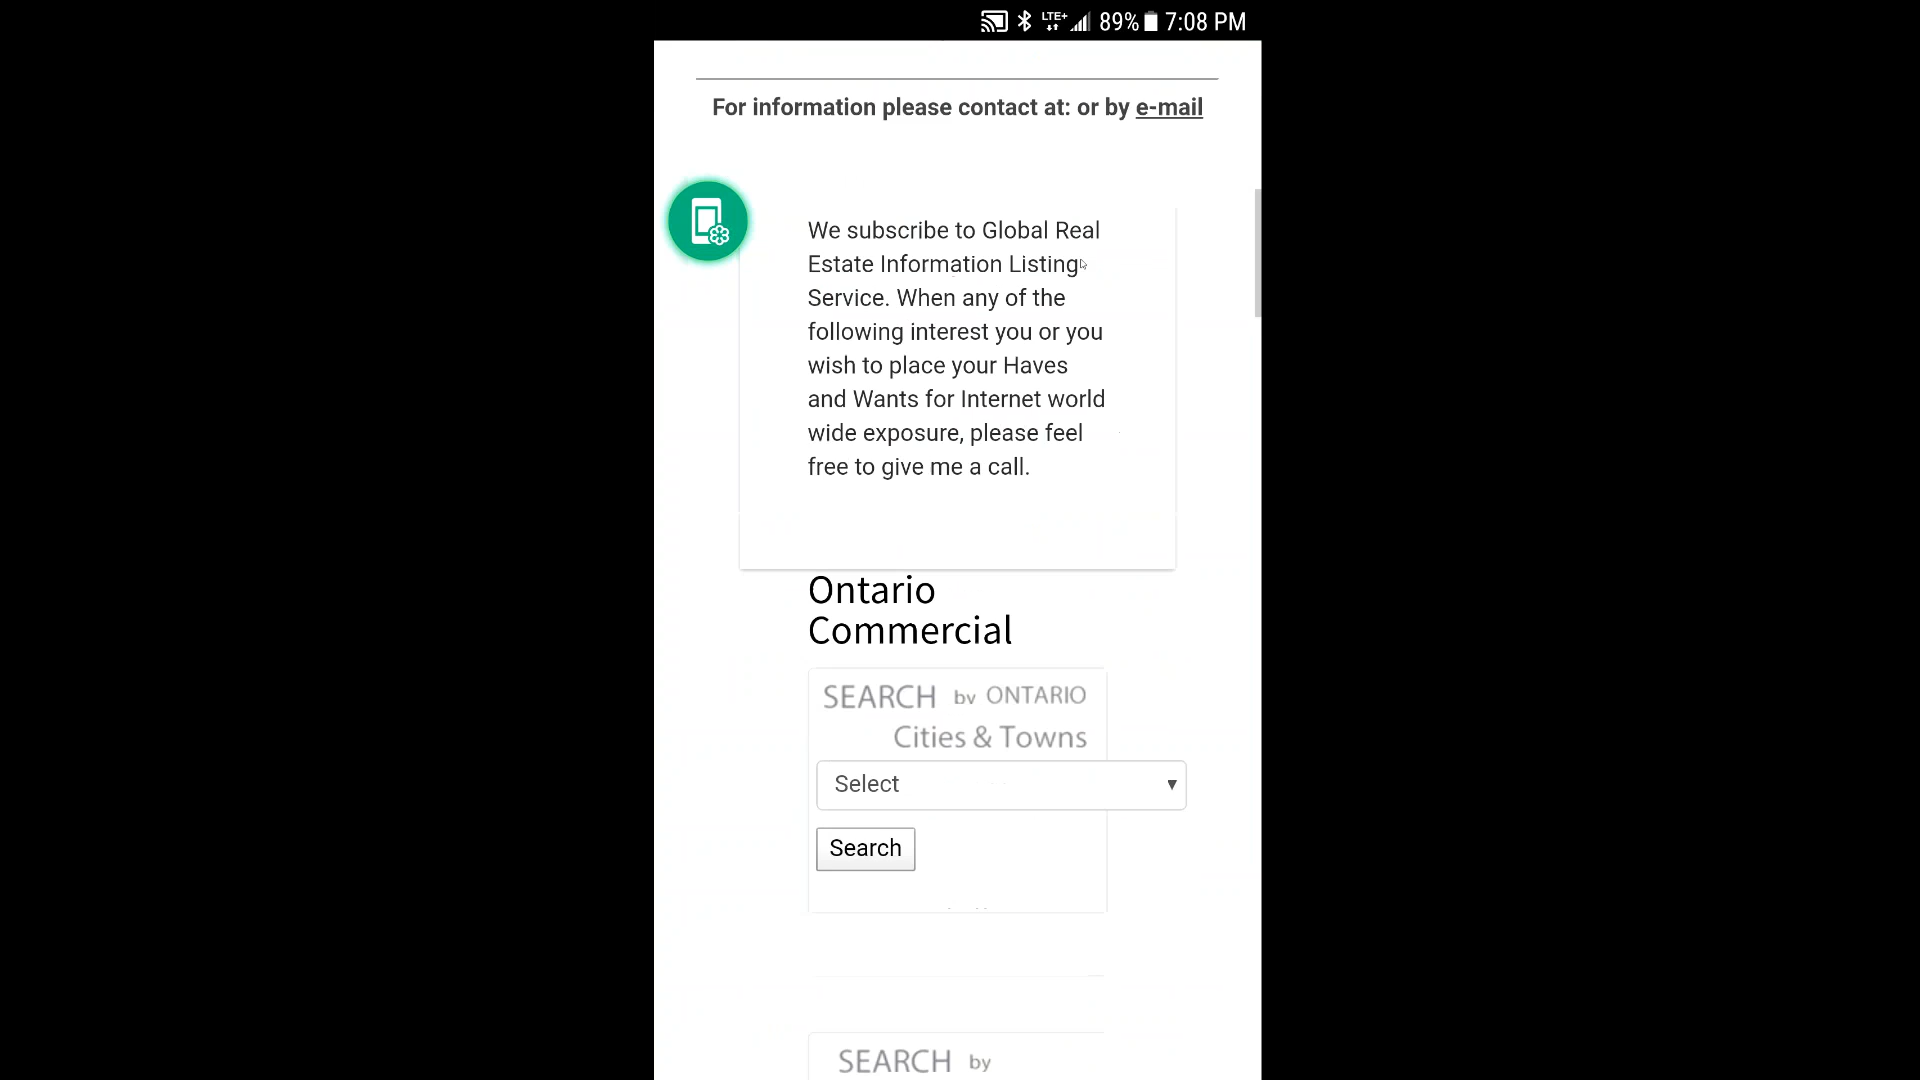 LTE+ 89% 7:08 PM
For information please contact at: or by e-mail
We subscribe to Global Real
Estate Information Listing
Service. When any of the
following interest you or you
wish to place your Haves
and Wants for Internet world
wide exposure, please feel
free to give me a call.
Ontario
Commercial
SEARCH by ONTARIO
Cities & Towns
Select
Search
SEARCH by